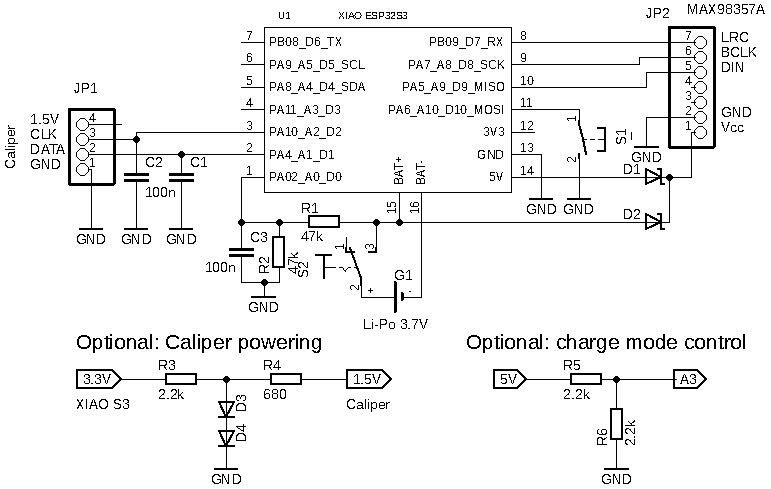 U1 XIAO ESP32S3
JP2 MAX98357A
7 PB08_D6_TX PB09_D7_RX 8
6 PA9_A5_D5_SCL PA7_A8_D8_SCK 9
5 PA8_A4_D4_SDA PA5_A9_D9_MISO 10
4 PA11_A3_D3 PA6_A10_D10_MOSI 11
3 PA10_A2_D2 3V3 12
2 PA4_A1_D1 GND 13
1 PA02_A0_D0 5V 14
BAT+ BAT-
15 16
7 LRC
6 BCLK
5 DIN
4
3
2 GND
1 Vcc
JP1
Caliper
1.5V 4
CLK 3
DATA 2
GND 1
C2 C1
100n
GND GND GND
1 2 S1
GND GND GND
D1
D2
R1
47k
C3
100n
R2
47k
GND
S2
1 3
2
+ -
G1
Li-Po 3.7V
Optional: Caliper powering
3.3V R3 R4 1.5V
XIAO S3 2.2k 680 Caliper
D3
D4
GND
Optional: charge mode control
5V R5 A3
2.2k
R6
2.2k
GND